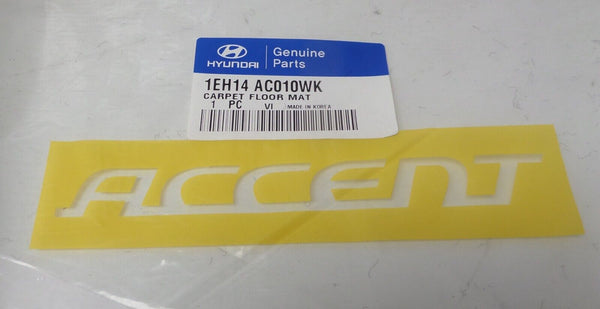 HYUNDAI
Genuine
Parts
1EH14 AC010WK
CARPET FLOOR MAT
1 PC VI MADE IN KOREA
ACCENT